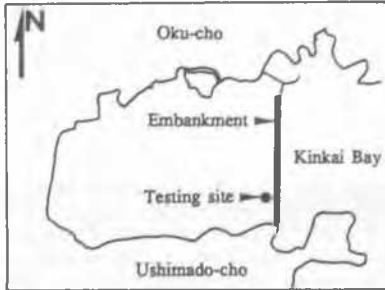 N
Oku-cho
Embankment
Kinkai Bay
Testing site
Ushimado-cho